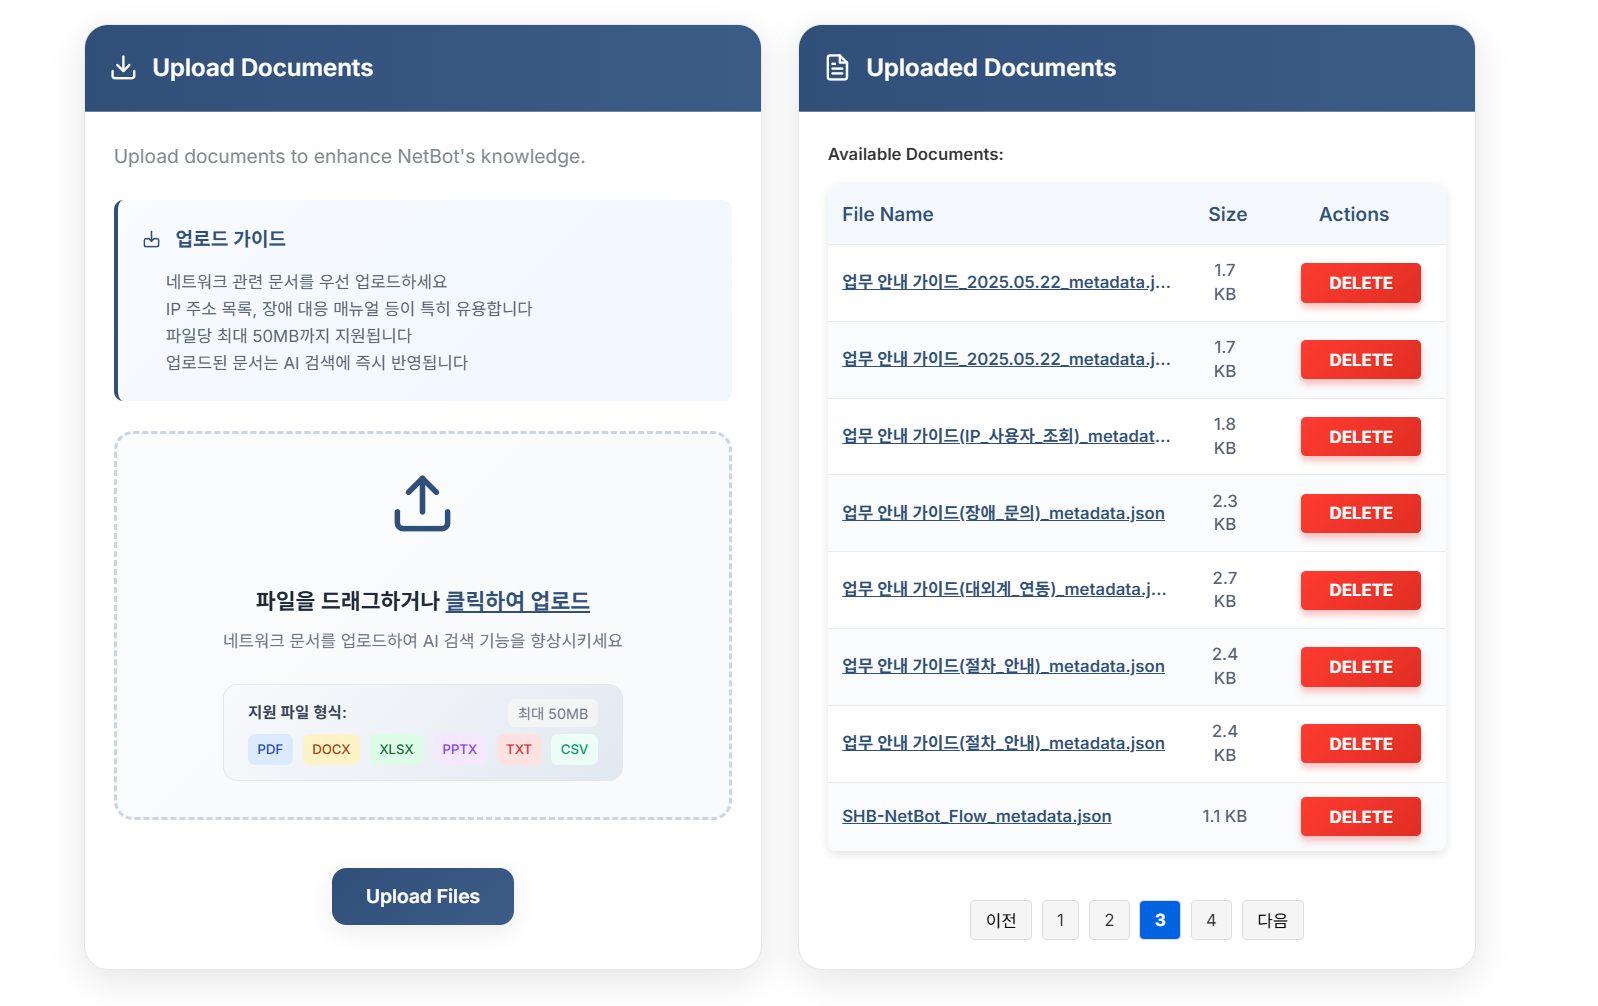 Upload Documents
Upload documents to enhance NetBot's knowledge.
업로드 가이드
네트워크 관련 문서를 우선 업로드하세요
IP 주소 목록, 장애 대응 매뉴얼 등이 특히 유용합니다
파일당 최대 50MB까지 지원됩니다
업로드된 문서는 AI 검색에 즉시 반영됩니다
파일을 드래그하거나 클릭하여 업로드
네트워크 문서를 업로드하여 AI 검색 기능을 향상시키세요
지원 파일 형식: 최대 50MB
PDF DOCX XLSX PPTX TXT CSV
Upload Files
Uploaded Documents
Available Documents:
File Name Size Actions
업무 안내 가이드_2025.05.22_metadata.j... 1.7 KB DELETE
업무 안내 가이드_2025.05.22_metadata.j... 1.7 KB DELETE
업무 안내 가이드(IP_사용자_조회)_metadat... 1.8 KB DELETE
업무 안내 가이드(장애_문의)_metadata.json 2.3 KB DELETE
업무 안내 가이드(대외계_연동)_metadata.j... 2.7 KB DELETE
업무 안내 가이드(절차_안내)_metadata.json 2.4 KB DELETE
업무 안내 가이드(절차_안내)_metadata.json 2.4 KB DELETE
SHB-NetBot_Flow_metadata.json 1.1 KB DELETE
이전 1 2 3 4 다음